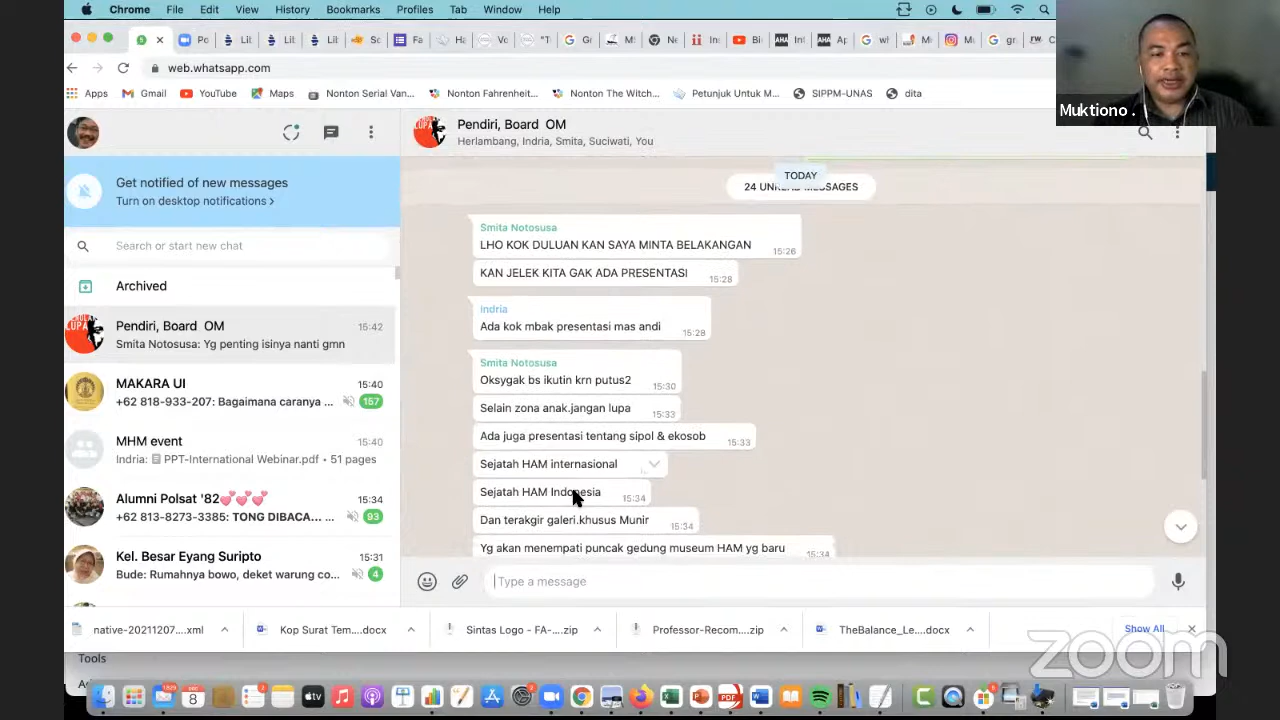 Chrome File Edit View History Bookmarks Profiles Tab Window Help
web.whatsapp.com
Apps Gmail YouTube Maps Nonton Serial Van... Nonton Fahrenheit... Nonton The Witch... Petunjuk Untuk M... SIPPM-UNAS dita
Muktiono .
Pendiri, Board OM
Herlambang, Indria, Smita, Suciwati, You
Get notified of new messages
Turn on desktop notifications >
Search or start new chat
Archived
Pendiri, Board OM 15:42
Smita Notosusa: Yg penting isinya nanti gmn
MAKARA UI 15:40
+62 818-933-207: Bagaimana caranya ... 157
MHM event 15:40
Indria: PPT-International Webinar.pdf • 51 pages
Alumni Polsat '82💕💕💕 15:34
+62 813-8273-3385: TONG DIBACA... ... 93
Kel. Besar Eyang Suripto 15:31
Bude: Rumahnya bowo, deket warung co... 4
TODAY
24 UNREAD MESSAGES
Smita Notosusa
LHO KOK DULUAN KAN SAYA MINTA BELAKANGAN 15:26
KAN JELEK KITA GAK ADA PRESENTASI 15:28
Indria
Ada kok mbak presentasi mas andi 15:28
Smita Notosusa
Oksygak bs ikutin krn putus2 15:30
Selain zona anak.jangan lupa 15:33
Ada juga presentasi tentang sipol & ekosob 15:33
Sejatah HAM internasional
Sejatah HAM Indonesia 15:34
Dan terakgir galeri.khusus Munir 15:34
Yg akan menempati puncak gedung museum HAM yg baru 15:34
Type a message
native-20211207....xml Kop Surat Tem....docx Sintas Logo - FA-....zip Professor-Recom....zip TheBalance_Le....docx Show All
Tools
zoom